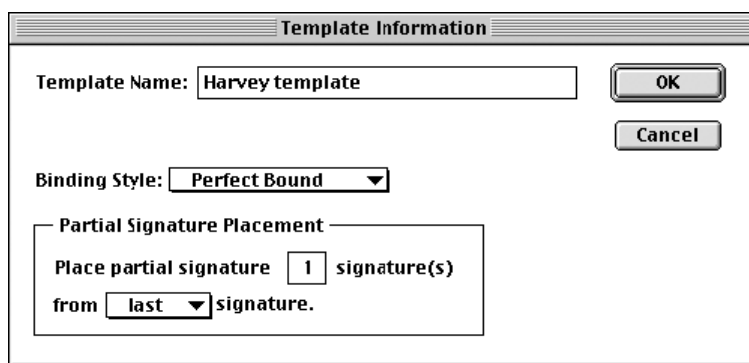 Template Information
Template Name: Harvey template
OK
Cancel
Binding Style: Perfect Bound
Partial Signature Placement
Place partial signature 1 signature(s)
from last signature.